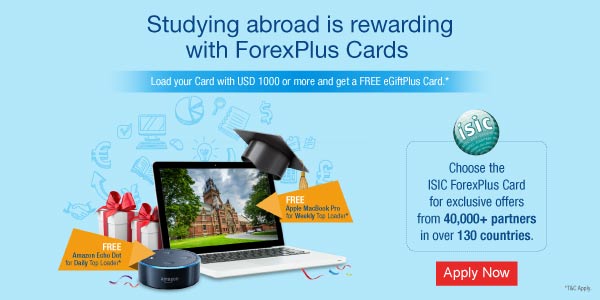 Studying abroad is rewarding
with ForexPlus Cards
Load your Card with USD 1000 or more and get a FREE eGiftPlus Card.*
isic
Choose the
ISIC ForexPlus Card
for exclusive offers
from 40,000+ partners
in over 130 countries.
FREE
Apple MacBook Pro
for Weekly Top Loader*
FREE
Amazon Echo Dot
for Daily Top Loader*
amazon
Apply Now
*T&C Apply.